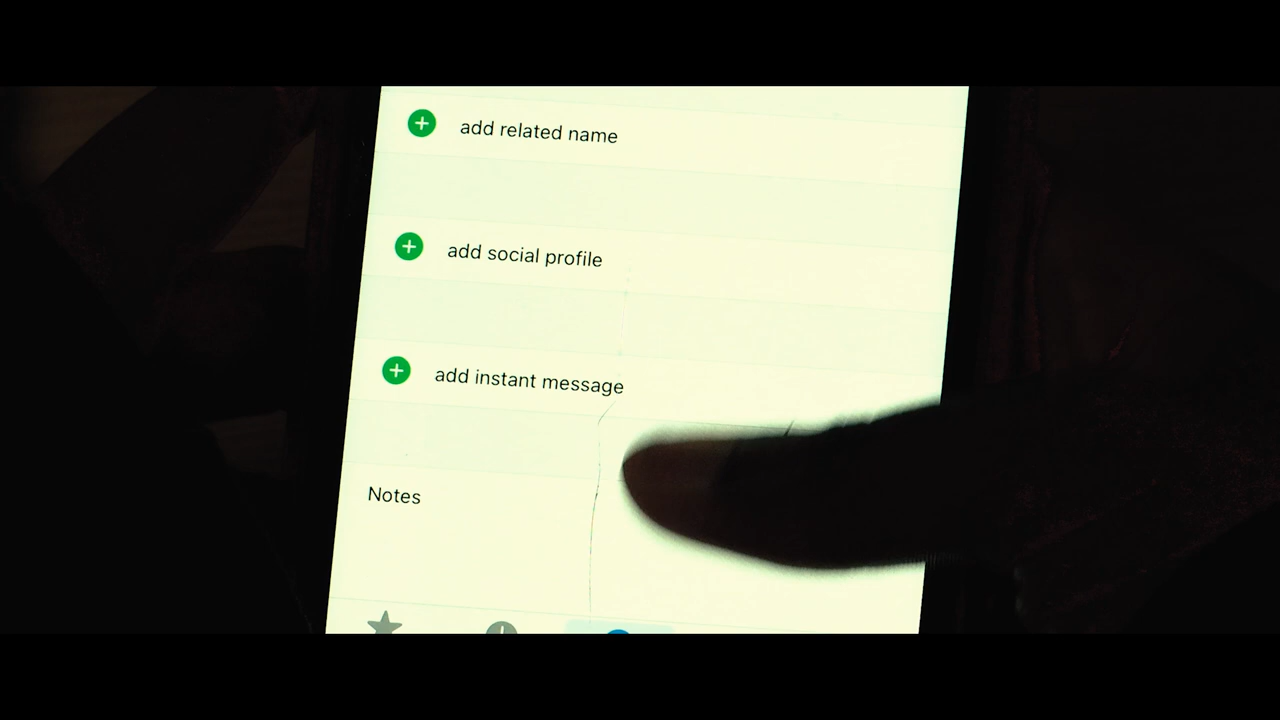 add related name
add social profile
add instant message
Notes